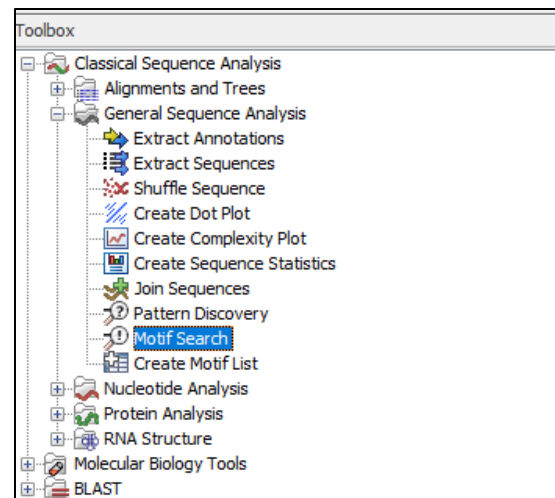 Toolbox
Classical Sequence Analysis
Alignments and Trees
General Sequence Analysis
Extract Annotations
Extract Sequences
Shuffle Sequence
Create Dot Plot
Create Complexity Plot
Create Sequence Statistics
Join Sequences
Pattern Discovery
Motif Search
Create Motif List
Nucleotide Analysis
Protein Analysis
RNA Structure
Molecular Biology Tools
BLAST